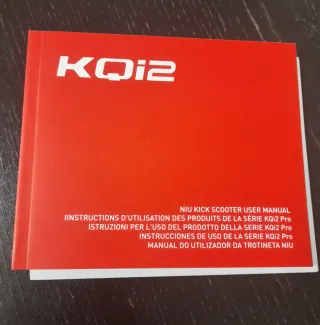 KQi2
NIU KICK SCOOTER USER MANUAL
IINSTRUCTIONS D'UTILISATION DES PRODUITS DE LA SÉRIE KQi2 Pro
ISTRUZIONI PER L'USO DEL PRODOTTO DELLA SERIE KQi2 Pro
INSTRUCCIONES DE USO DE LA SERIE KQi2 Pro
MANUAL DO UTILIZADOR DA TROTINETA NIU